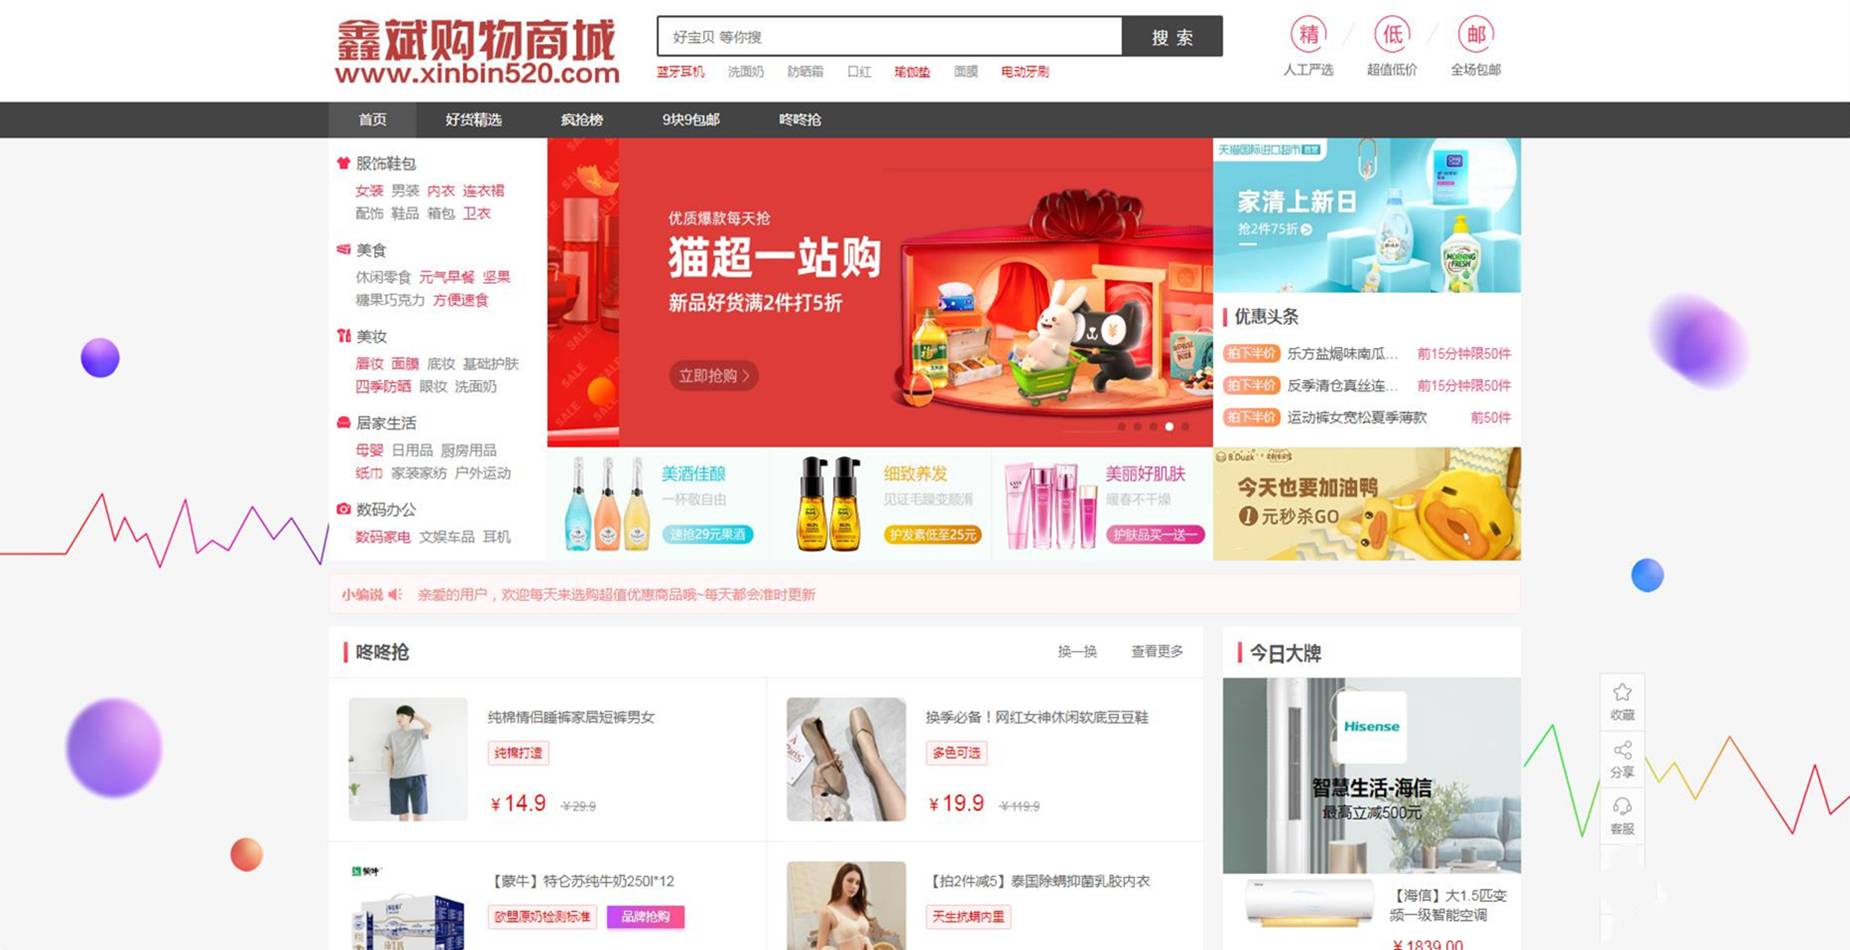 鑫斌购物商城
www.xinbin520.com
好宝贝 等你搜
搜 索
蓝牙耳机 洗面奶 防晒霜 口红 瑜伽垫 面膜 电动牙刷
精 低 邮
人工严选 超值低价 全场包邮
首页 好货精选 疯抢榜 9块9包邮 咚咚抢
服饰鞋包
女装 男装 内衣 连衣裙
配饰 鞋品 箱包 卫衣
美食
休闲零食 元气早餐 坚果
糖果巧克力 方便速食
美妆
唇妆 面膜 底妆 基础护肤
四季防晒 眼妆 洗面奶
居家生活
母婴 日用品 厨房用品
纸巾 家装家纺 户外运动
数码办公
数码家电 文娱车品 耳机
优质爆款每天抢
猫超一站购
新品好货满2件打5折
立即抢购
天猫国际进口超市
家清上新日
抢2件75折
MORNING FRESH
优惠头条
拍下半价 乐方盐焗味南瓜... 前15分钟限50件
拍下半价 反季清仓真丝连... 前15分钟限50件
拍下半价 运动裤女宽松夏季薄款 前50件
美酒佳酿
一杯敬自由
速抢29元果酒
细致养发
见证毛躁变顺滑
护发素低至25元
美丽好肌肤
暖春不干燥
护肤品买一送一
B.Duck
今天也要加油鸭
1元秒杀GO
小编说 亲爱的用户，欢迎每天来选购超值优惠商品哦~每天都会准时更新
咚咚抢 换一换 查看更多
纯棉情侣睡裤家居短裤男女
纯棉打造
¥14.9 ¥29.9
换季必备！网红女神休闲软底豆豆鞋
多色可选
¥19.9 ¥119.9
【蒙牛】特仑苏纯牛奶250l*12
欧盟原奶检测标准 品牌抢购
【拍2件减5】泰国除螨抑菌乳胶内衣
天生抗螨内里
今日大牌
Hisense
智慧生活-海信
最高立减500元
【海信】大1.5匹变
频一级智能空调
¥1839.00
收藏
分享
客服